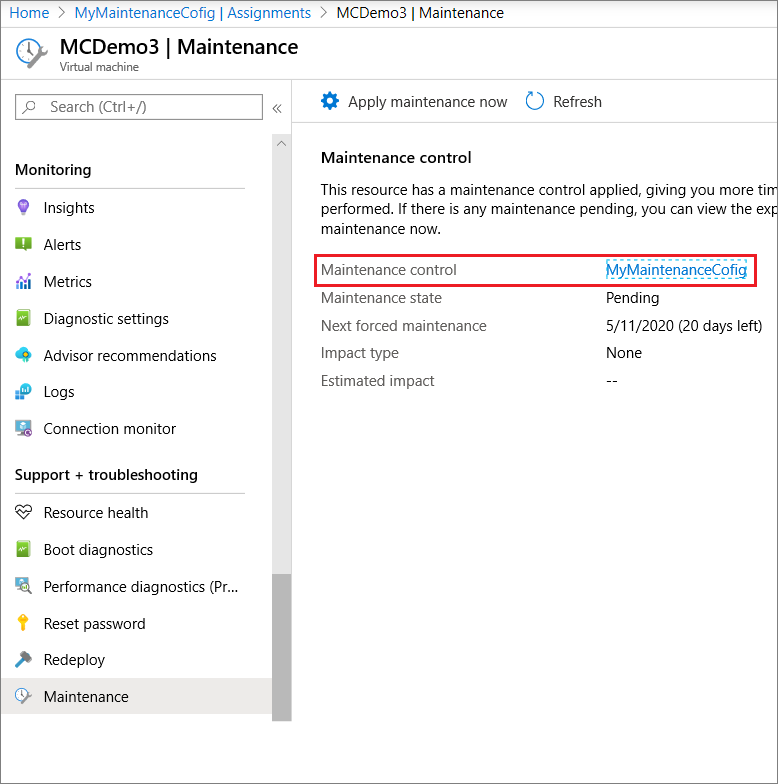 Home > MyMaintenanceCofig | Assignments > MCDemo3 | Maintenance
MCDemo3 | Maintenance
Virtual machine
Search (Ctrl+/)
«
Monitoring
Insights
Alerts
Metrics
Diagnostic settings
Advisor recommendations
Logs
Connection monitor
Support + troubleshooting
Resource health
Boot diagnostics
Performance diagnostics (Pr...
Reset password
Redeploy
Maintenance
Apply maintenance now Refresh
Maintenance control
This resource has a maintenance control applied, giving you more tim
performed. If there is any maintenance pending, you can view the exp
maintenance now.
Maintenance control MyMaintenanceCofig
Maintenance state Pending
Next forced maintenance 5/11/2020 (20 days left)
Impact type None
Estimated impact --